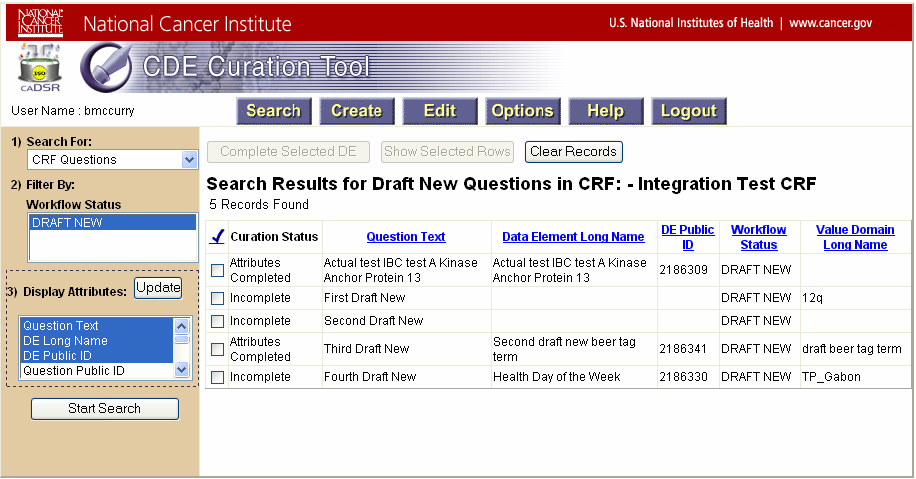 NATIONAL CANCER INSTITUTE
National Cancer Institute
U.S. National Institutes of Health | www.cancer.gov
ISO
caDSR
CDE Curation Tool
User Name : bmccurry
Search Create Edit Options Help Logout
1) Search For:
CRF Questions
2) Filter By:
Workflow Status
DRAFT NEW
3) Display Attributes: Update
Question Text
DE Long Name
DE Public ID
Question Public ID
Start Search
Complete Selected DE Show Selected Rows Clear Records
Search Results for Draft New Questions in CRF: - Integration Test CRF
5 Records Found
Curation Status Question Text Data Element Long Name DE Public ID Workflow Status Value Domain Long Name
Attributes Completed Actual test IBC test A Kinase Anchor Protein 13 Actual test IBC test A Kinase Anchor Protein 13 2186309 DRAFT NEW
Incomplete First Draft New DRAFT NEW 12q
Incomplete Second Draft New DRAFT NEW
Attributes Completed Third Draft New Second draft new beer tag term 2186341 DRAFT NEW draft beer tag term
Incomplete Fourth Draft New Health Day of the Week 2186330 DRAFT NEW TP_Gabon